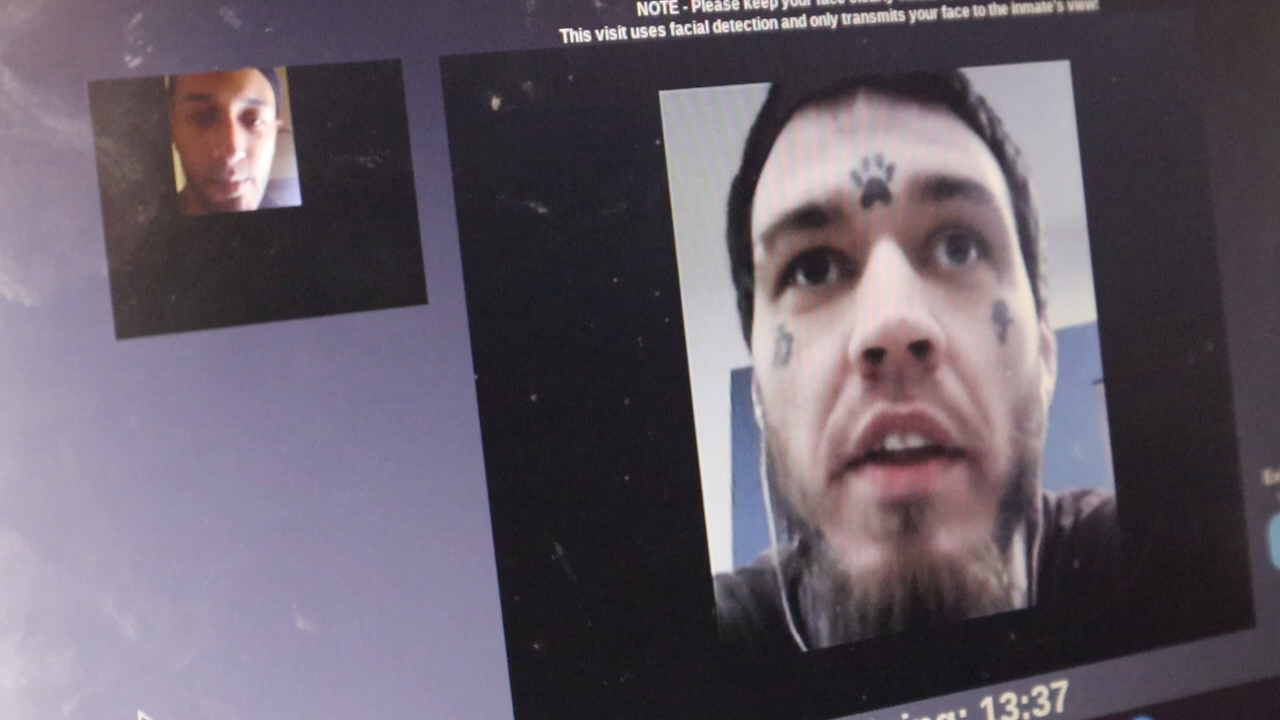 NOTE - Please keep your face
This visit uses facial detection and only transmits your face to the inmate's view!
13:37